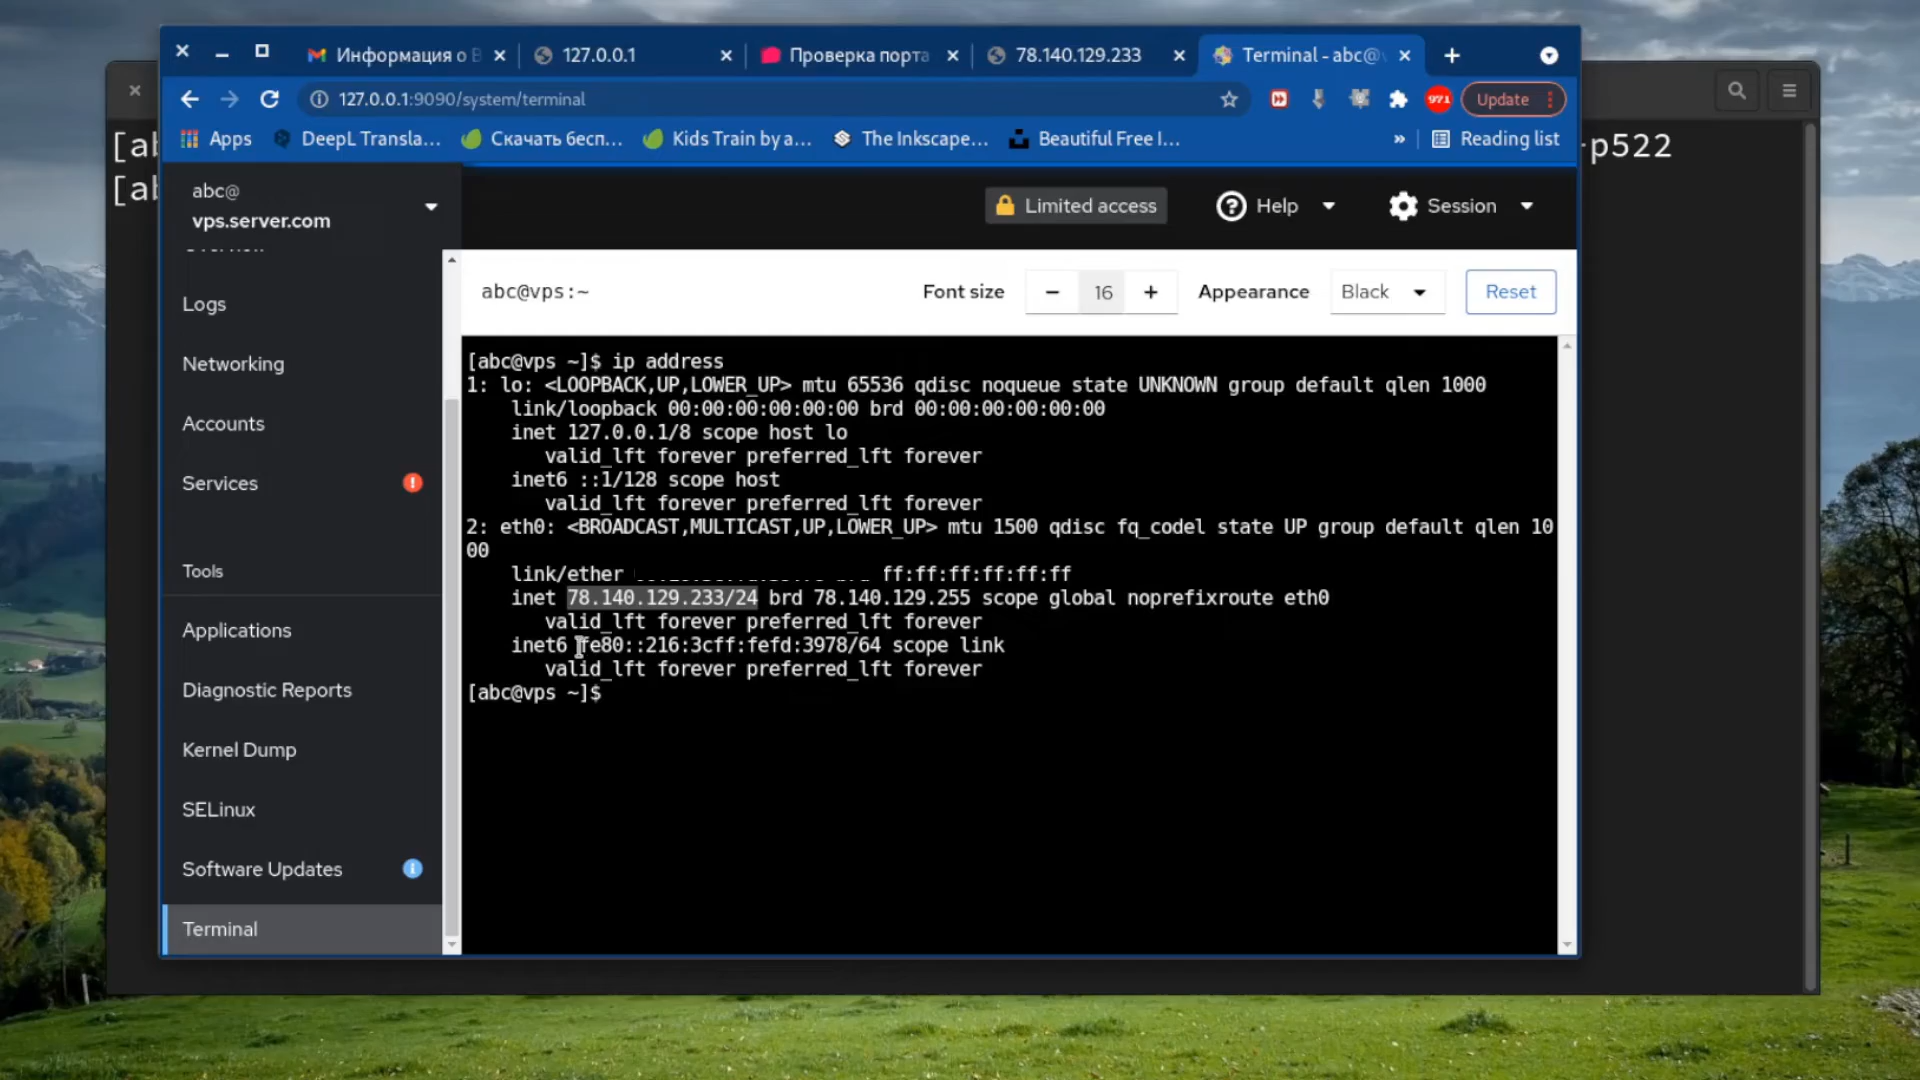 Информация о В
127.0.0.1
Проверка порта
78.140.129.233
Terminal - abc@v
127.0.0.1:9090/system/terminal
971
Update
Apps
DeepL Transla...
Скачать бесп...
Kids Train by a...
The Inkscape...
Beautiful Free I...
»
Reading list
[ab
-p522
[ab
abc@
vps.server.com
Limited access
Help
Session
Overview
Logs
Networking
Accounts
Services
Tools
Applications
Diagnostic Reports
Kernel Dump
SELinux
Software Updates
Terminal
abc@vps:~
Font size
− 16 +
Appearance
Black
Reset
[abc@vps ~]$ ip address
1: lo: <LOOPBACK,UP,LOWER_UP> mtu 65536 qdisc noqueue state UNKNOWN group default qlen 1000
link/loopback 00:00:00:00:00:00 brd 00:00:00:00:00:00
inet 127.0.0.1/8 scope host lo
valid_lft forever preferred_lft forever
inet6 ::1/128 scope host
valid_lft forever preferred_lft forever
2: eth0: <BROADCAST,MULTICAST,UP,LOWER_UP> mtu 1500 qdisc fq_codel state UP group default qlen 10
00
link/ether ff:ff:ff:ff:ff:ff
inet 78.140.129.233/24 brd 78.140.129.255 scope global noprefixroute eth0
valid_lft forever preferred_lft forever
inet6 fe80::216:3cff:fefd:3978/64 scope link
valid_lft forever preferred_lft forever
[abc@vps ~]$